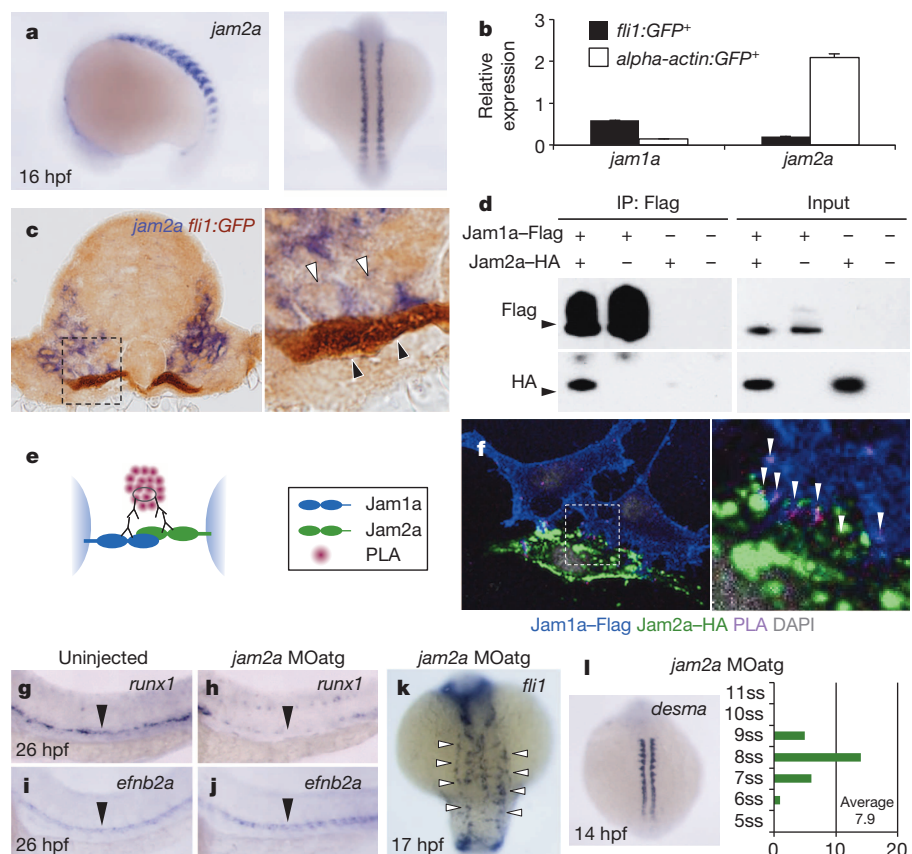 a
jam2a
16 hpf
b
fli1:GFP+
alpha-actin:GFP+
Relative expression
3
2
1
0
jam1a
jam2a
c
jam2a fli1:GFP
d
IP: Flag
Input
Jam1a–Flag
+ + – –
+ + – –
Jam2a–HA
+ – + –
+ – + –
Flag
HA
e
Jam1a
Jam2a
PLA
f
Jam1a–Flag Jam2a–HA PLA DAPI
Uninjected
jam2a MOatg
jam2a MOatg
jam2a MOatg
g
runx1
26 hpf
h
runx1
i
efnb2a
26 hpf
j
efnb2a
k
fli1
17 hpf
l
desma
14 hpf
11ss
10ss
9ss
8ss
7ss
6ss
5ss
Average
7.9
0
10
20